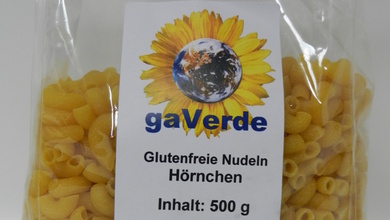 gaVerde
Glutenfreie Nudeln
Hörnchen
Inhalt: 500 g